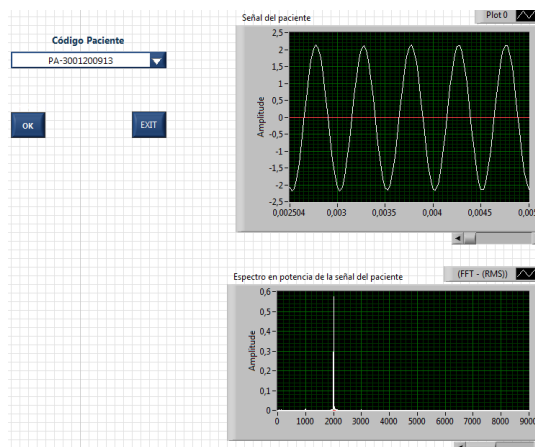 Código Paciente
PA-3001200913
OK
EXIT
Señal del paciente
Plot 0
Amplitude
2,5
2
1,5
1
0,5
0
-0,5
-1
-1,5
-2
-2,5
0,002504 0,003 0,0035 0,004 0,0045 0,005
Espectro en potencia de la señal del paciente
(FFT - (RMS))
Amplitude
0,6
0,5
0,4
0,3
0,2
0,1
0
0 1000 2000 3000 4000 5000 6000 7000 8000 9000